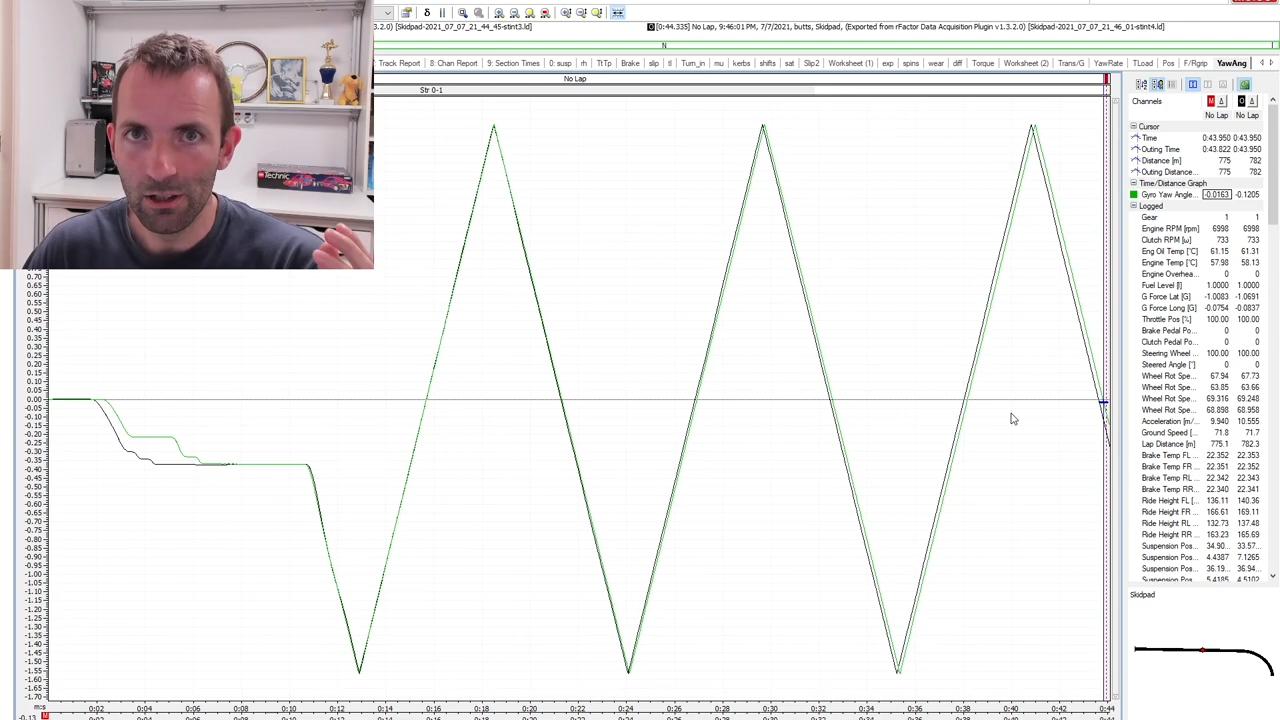 3.2.0) [Skidpad-2021_07_07_21_44_45-stint3.ld]
O [0:44.335] No Lap, 9:46:01 PM, 7/7/2021, butts, Skidpad, (Exported from rFactor Data Acquisition Plugin v1.3.2.0) [Skidpad-2021_07_07_21_46_01-stint4.ld]
N
Track Report 8: Chan Report 9: Section Times 0: susp rh TtTp Brake slip tl Turn_in mu kerbs shifts sat Slip2 Worksheet (1) exp spins wear diff Torque Worksheet (2) Trans/G YawRate TLoad Pos F/Rgrip YawAng
No Lap
Str 0-1
Technic
0.70
0.65
0.60
0.55
0.50
0.45
0.40
0.35
0.30
0.25
0.20
0.15
0.10
0.05
0.00
-0.05
-0.10
-0.15
-0.20
-0.25
-0.30
-0.35
-0.40
-0.45
-0.50
-0.55
-0.60
-0.65
-0.70
-0.75
-0.80
-0.85
-0.90
-0.95
-1.00
-1.05
-1.10
-1.15
-1.20
-1.25
-1.30
-1.35
-1.40
-1.45
-1.50
-1.55
-1.60
-1.65
-1.70
m:s 0:02 0:04 0:06 0:08 0:10 0:12 0:14 0:16 0:18 0:20 0:22 0:24 0:26 0:28 0:30 0:32 0:34 0:36 0:38 0:40 0:42 0:44
-0.13 M
Channels M O
No Lap No Lap
Cursor
Time 0:43.950 0:43.950
Outing Time 0:43.822 0:43.950
Distance [m] 775 782
Outing Distance... 775 782
Time/Distance Graph
Gyro Yaw Angle... -0.0163 -0.1205
Logged
Gear 1 1
Engine RPM [rpm] 6998 6998
Clutch RPM [ω] 733 733
Eng Oil Temp [°C] 61.15 61.31
Engine Temp [°C] 57.98 58.13
Engine Overhea... 0 0
Fuel Level [l] 1.0000 1.0000
G Force Lat [G] -1.0083 -1.0691
G Force Long [G] -0.0754 -0.0837
Throttle Pos [%] 100.00 100.00
Brake Pedal Po... 0 0
Clutch Pedal Po... 0 0
Steering Wheel ... 100.00 100.00
Steered Angle [°] 0 0
Wheel Rot Spe... 67.94 67.73
Wheel Rot Spe... 63.85 63.66
Wheel Rot Spe... 69.316 69.248
Wheel Rot Spe... 68.898 68.958
Acceleration [m/... 9.940 10.555
Ground Speed [... 71.8 71.7
Lap Distance [m] 775.1 782.3
Brake Temp FL ... 22.352 22.353
Brake Temp FR ... 22.351 22.352
Brake Temp RL ... 22.342 22.343
Brake Temp RR... 22.340 22.341
Ride Height FL [... 136.11 140.36
Ride Height FR ... 166.61 169.11
Ride Height RL ... 132.73 137.48
Ride Height RR ... 163.23 165.69
Suspension Pos... 34.90... 33.57...
Suspension Pos... 4.4387 7.1265
Suspension Pos... 36.19... 36.94...
Suspension Pos... 5.4185 4.5102
Skidpad